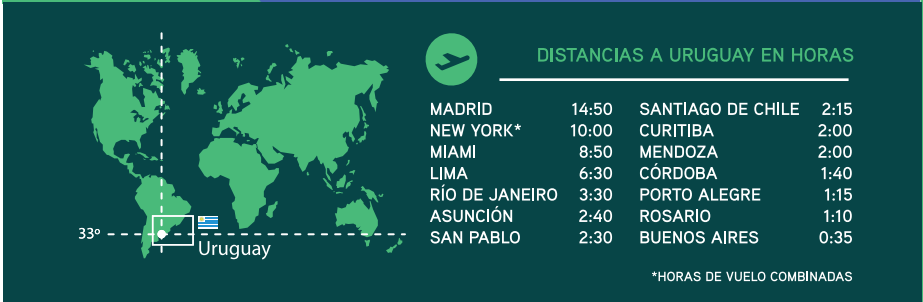 DISTANCIAS A URUGUAY EN HORAS
MADRID 14:50 SANTIAGO DE CHILE 2:15
NEW YORK* 10:00 CURITIBA 2:00
MIAMI 8:50 MENDOZA 2:00
LIMA 6:30 CÓRDOBA 1:40
RÍO DE JANEIRO 3:30 PORTO ALEGRE 1:15
ASUNCIÓN 2:40 ROSARIO 1:10
SAN PABLO 2:30 BUENOS AIRES 0:35
33º
Uruguay
*HORAS DE VUELO COMBINADAS